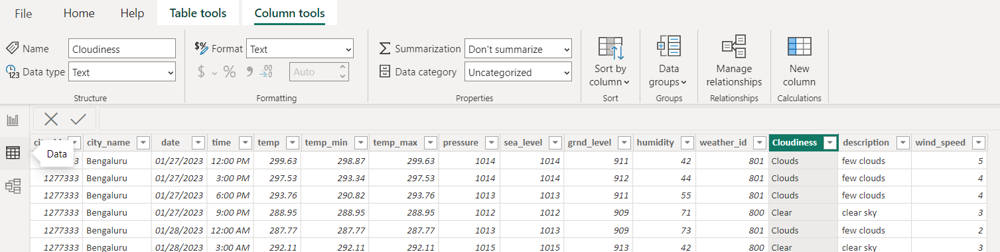 File Home Help Table tools Column tools
Name Cloudiness $% Format Text Σ Summarization Don't summarize
123 Data type Text $ % , .00 Auto Data category Uncategorized
Sort by column Data groups Manage relationships New column
Structure Formatting Properties Sort Groups Relationships Calculations
city_name date time temp temp_min temp_max pressure sea_level grnd_level humidity weather_id Cloudiness description wind_speed
Data
Bengaluru 01/27/2023 12:00 PM 299.63 298.87 299.63 1014 1014 911 42 801 Clouds few clouds 5
1277333 Bengaluru 01/27/2023 3:00 PM 297.53 293.34 297.53 1014 1014 912 44 801 Clouds few clouds 4
1277333 Bengaluru 01/27/2023 6:00 PM 293.76 290.82 293.76 1013 1013 911 55 801 Clouds few clouds 4
1277333 Bengaluru 01/27/2023 9:00 PM 288.95 288.95 288.95 1012 1012 909 71 800 Clear clear sky 3
1277333 Bengaluru 01/28/2023 12:00 AM 287.77 287.77 287.77 1013 1013 909 73 801 Clouds few clouds 2
1277333 Bengaluru 01/28/2023 3:00 AM 292.11 292.11 292.11 1015 1015 913 42 800 Clear clear sky 3